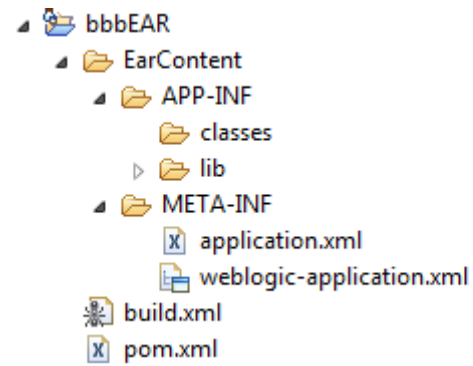 bbbEAR
EarContent
APP-INF
classes
lib
META-INF
application.xml
weblogic-application.xml
build.xml
pom.xml